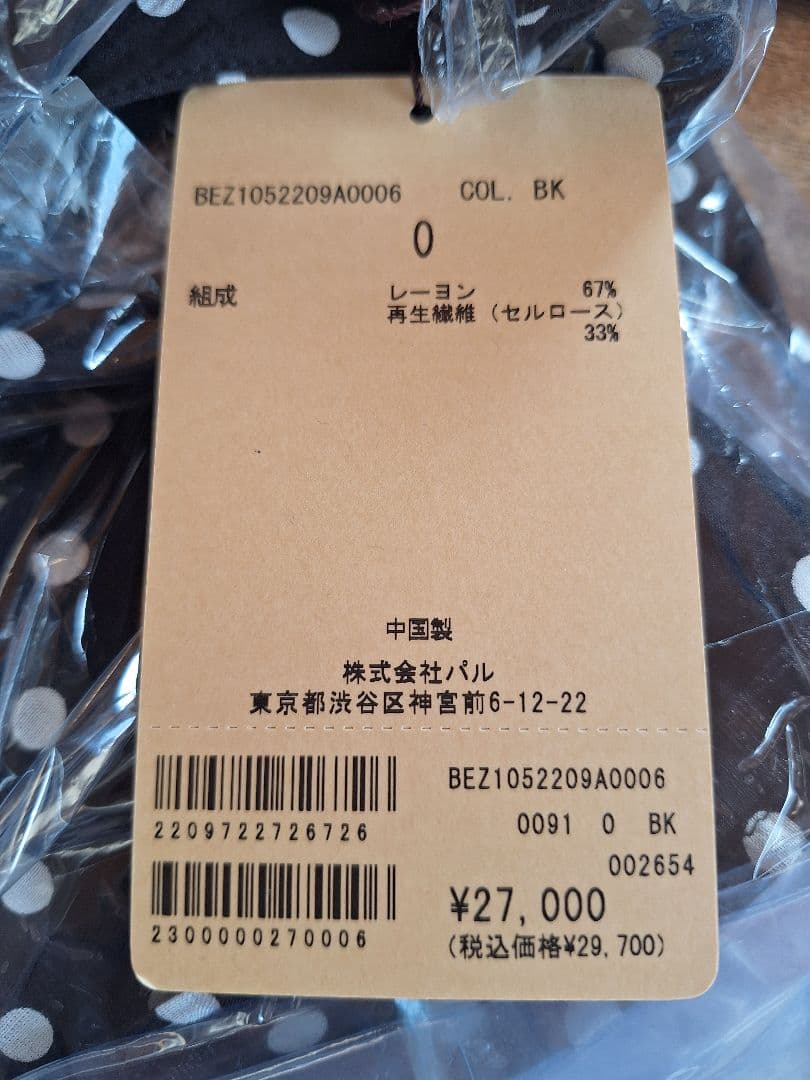 BEZ1052209A0006 COL. BK
0
組成 レーヨン 67%
再生繊維（セルロース）
33%
中国製
株式会社パル
東京都渋谷区神宮前6-12-22
BEZ1052209A0006
2209722726726
0091 0 BK
002654
2300000270006
¥27,000
(税込価格¥29,700)